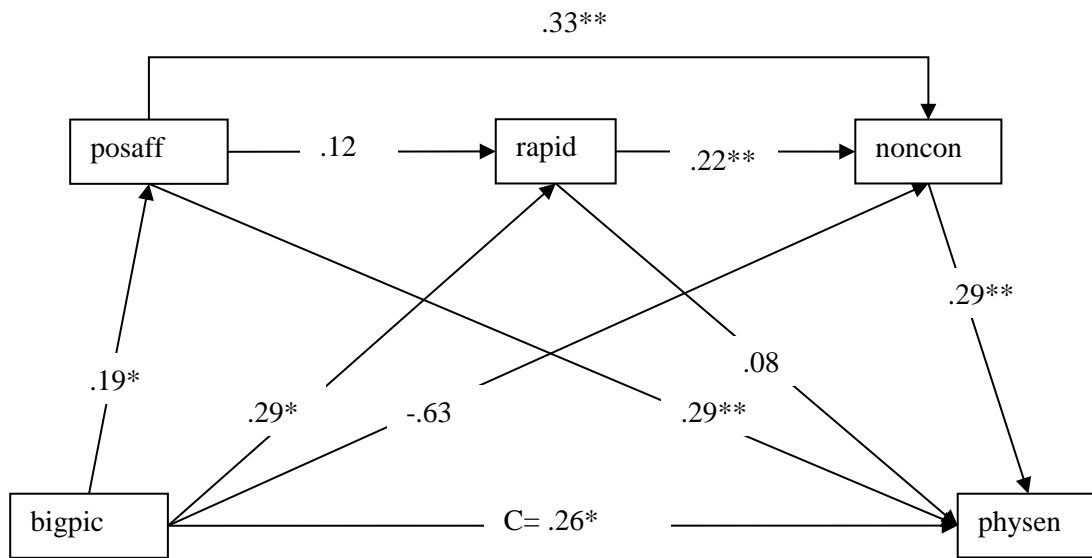 .33**
posaff
.12
rapid
.22**
noncon
.29**
.08
.19*
.29*
-.63
.29**
bigpic
C= .26*
physen